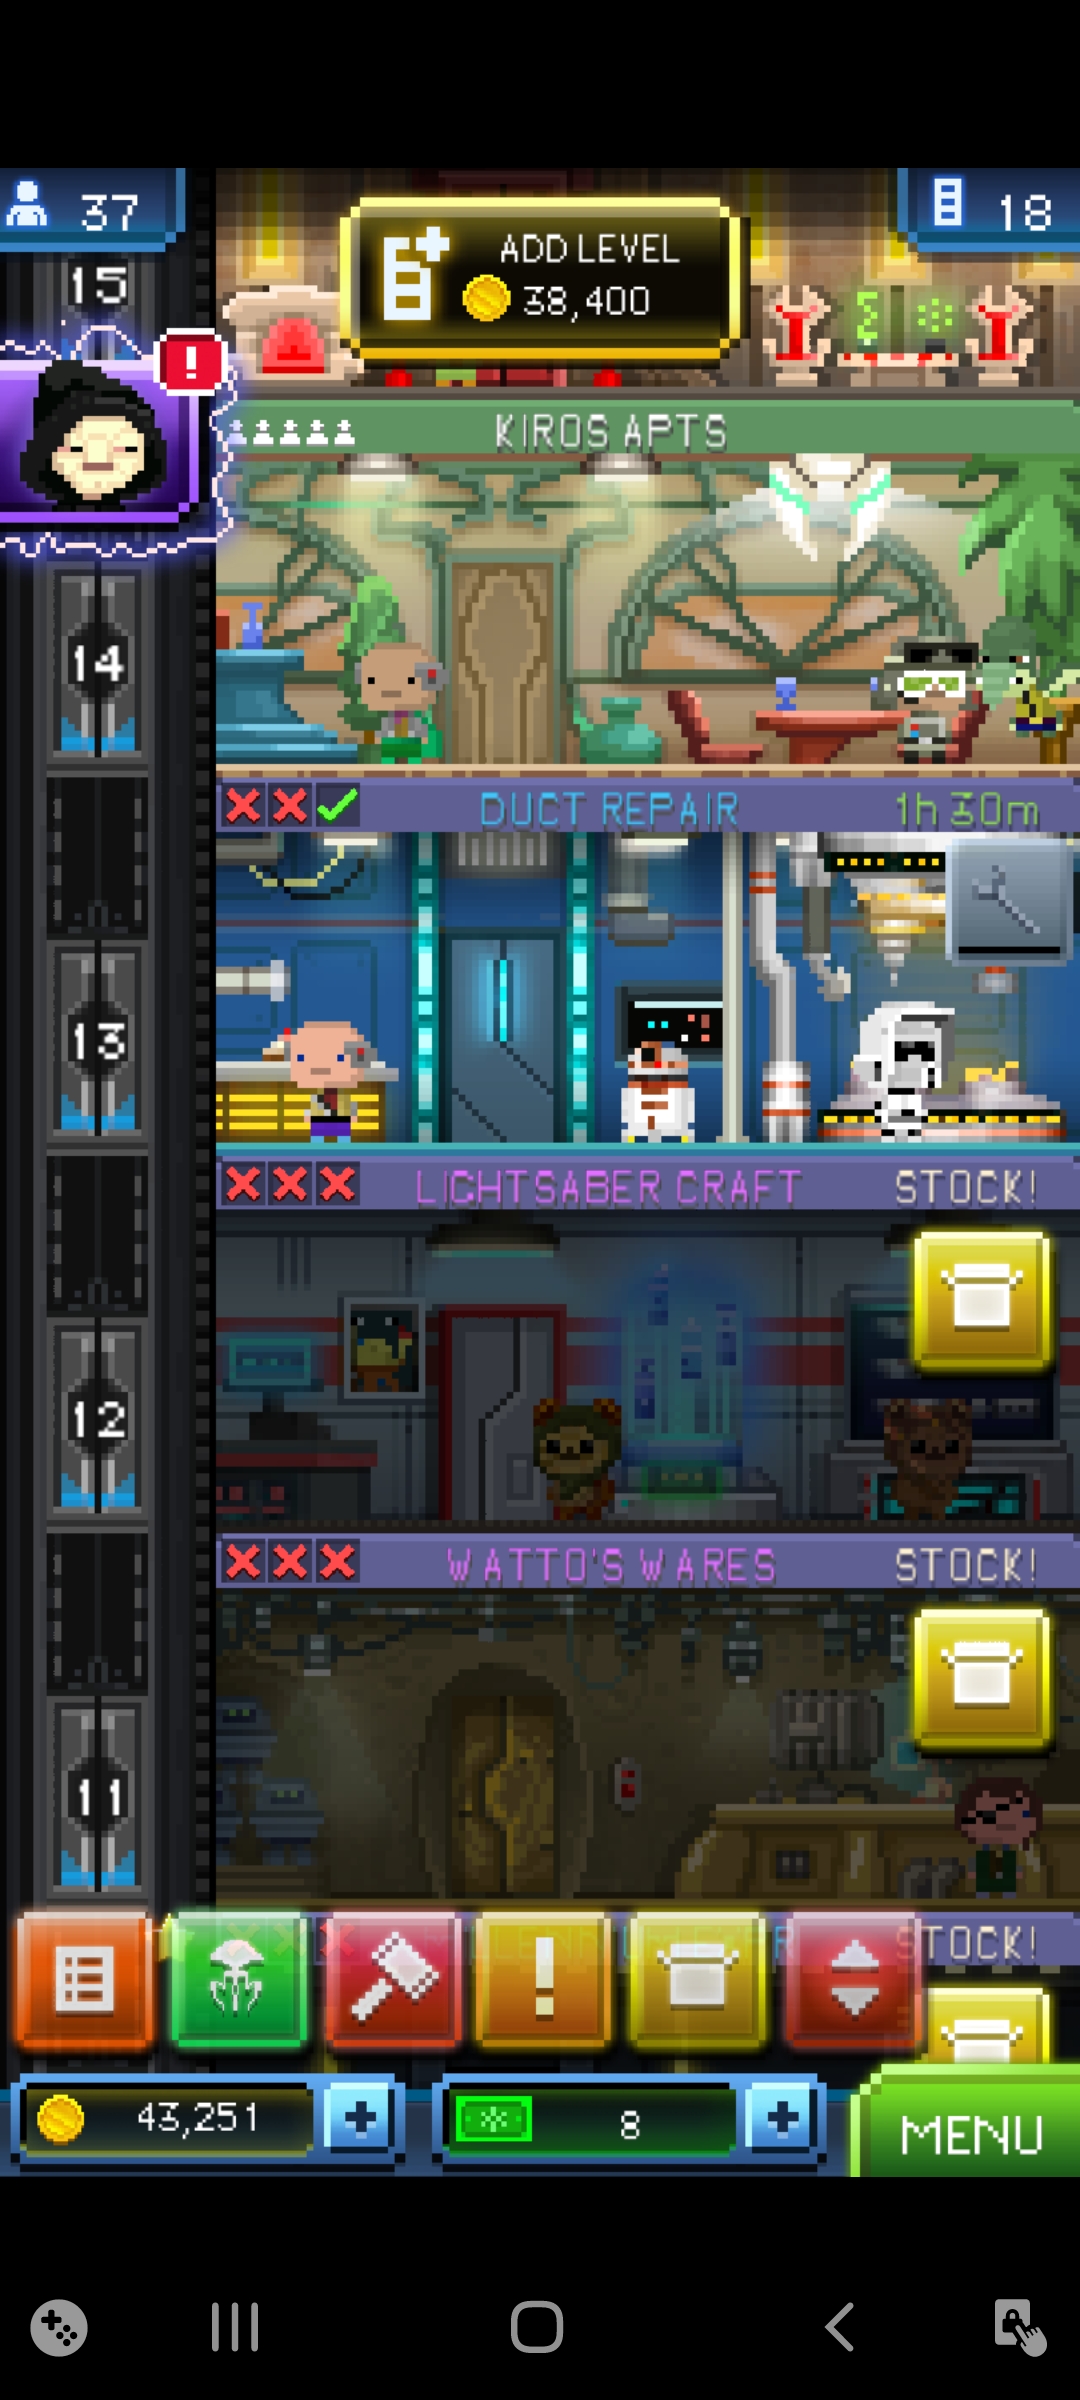 37
18
ADD LEVEL
38,400
15
!
KIROS APTS
14
DUCT REPAIR 1h 30m
13
LIGHTSABER CRAFT STOCK!
12
WATTO'S WARES STOCK!
11
STOCK!
!
43,251
8
MENU